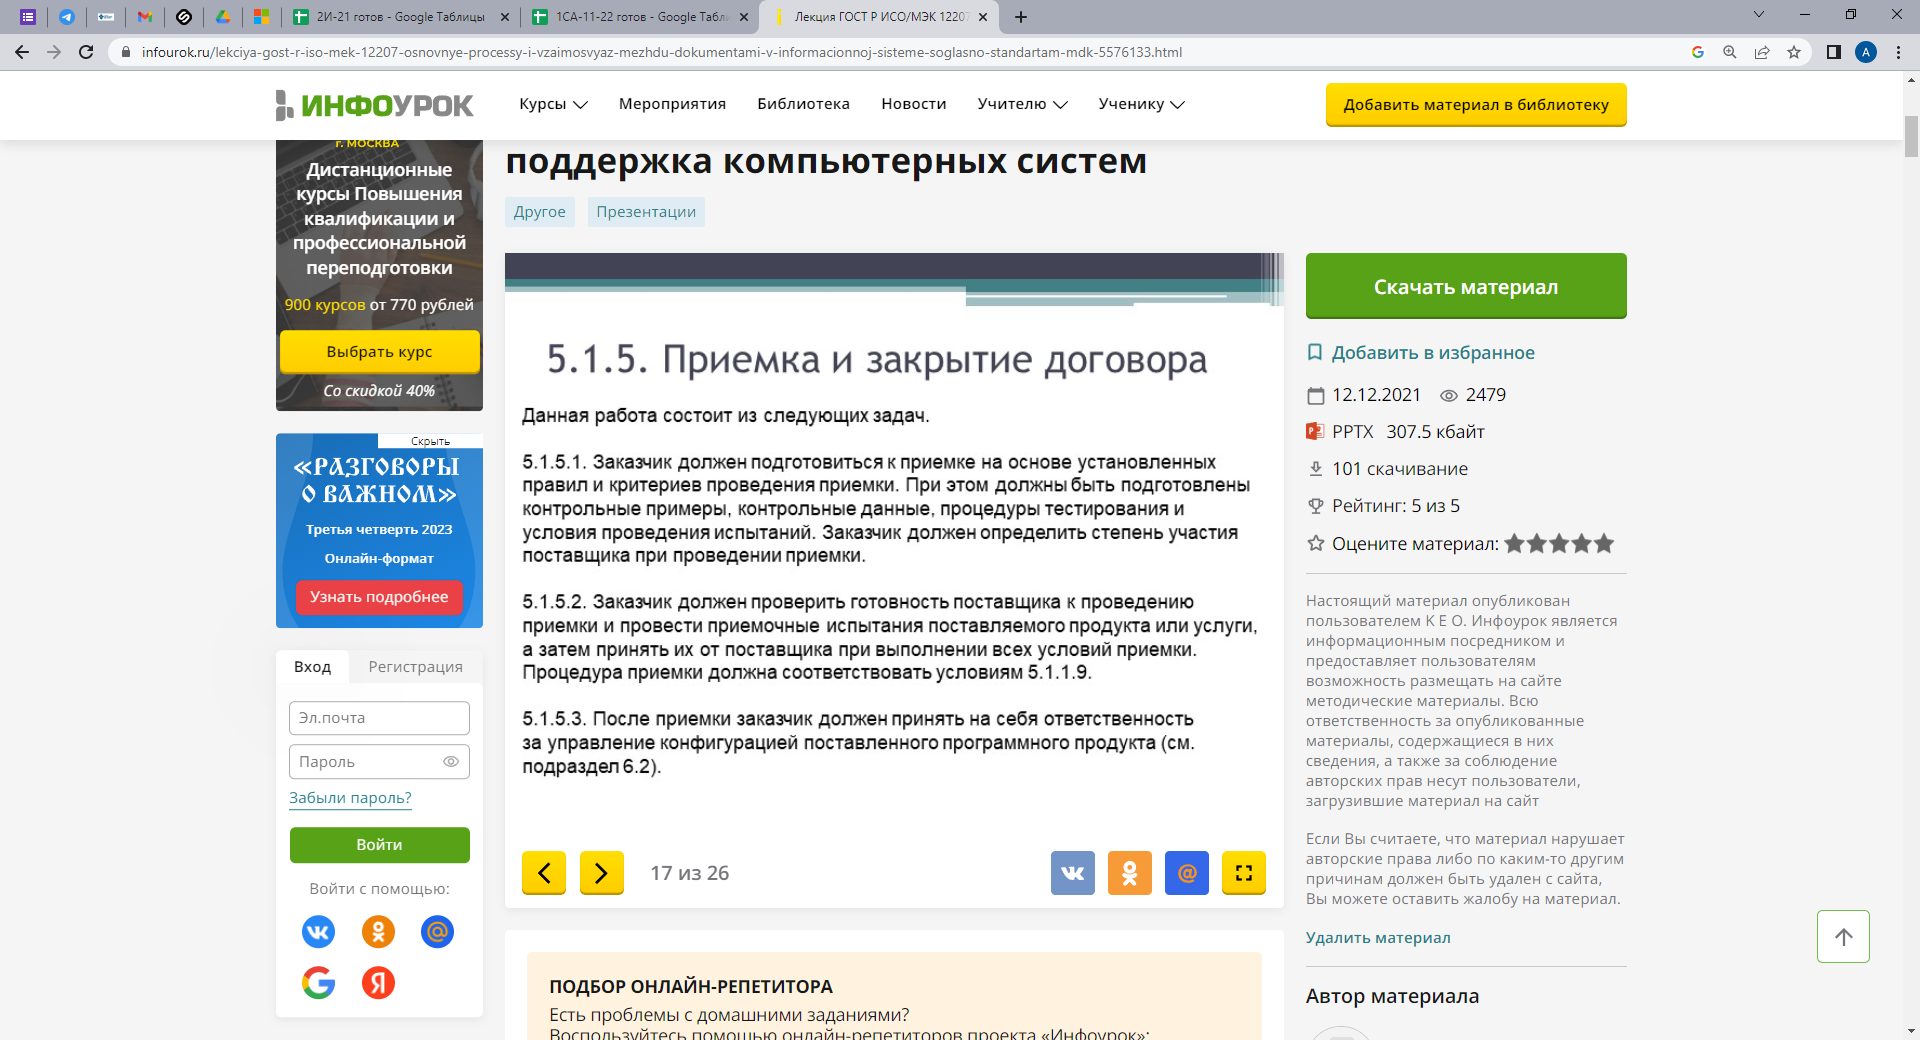 2И-21 готов - Google Таблицы
1СА-11-22 готов - Google Табли
Лекция ГОСТ Р ИСО/МЭК 12207
infourok.ru/lekciya-gost-r-iso-mek-12207-osnovnye-processy-i-vzaimosvyaz-mezhdu-dokumentami-v-informacionnoj-sisteme-soglasno-standartam-mdk-5576133.html
A
ИНФОУРОК
Курсы
Мероприятия
Библиотека
Новости
Учителю
Ученику
Добавить материал в библиотеку
г. МОСКВА
Дистанционные
курсы Повышения
квалификации и
профессиональной
переподготовки
900 курсов от 770 рублей
Выбрать курс
Со скидкой 40%
Скрыть
«РАЗГОВОРЫ
О ВАЖНОМ»
Третья четверть 2023
Онлайн-формат
Узнать подробнее
Вход
Регистрация
Эл.почта
Пароль
Забыли пароль?
Войти
Войти с помощью:
поддержка компьютерных систем
Другое
Презентации
5.1.5. Приемка и закрытие договора
Данная работа состоит из следующих задач.
5.1.5.1. Заказчик должен подготовиться к приемке на основе установленных
правил и критериев проведения приемки. При этом должны быть подготовлены
контрольные примеры, контрольные данные, процедуры тестирования и
условия проведения испытаний. Заказчик должен определить степень участия
поставщика при проведении приемки.
5.1.5.2. Заказчик должен проверить готовность поставщика к проведению
приемки и провести приемочные испытания поставляемого продукта или услуги,
а затем принять их от поставщика при выполнении всех условий приемки.
Процедура приемки должна соответствовать условиям 5.1.1.9.
5.1.5.3. После приемки заказчик должен принять на себя ответственность
за управление конфигурацией поставленного программного продукта (см.
подраздел 6.2).
17 из 26
ПОДБОР ОНЛАЙН-РЕПЕТИТОРА
Есть проблемы с домашними заданиями?
Воспользуйтесь помощью онлайн-репетиторов проекта «Инфоурок»:
Скачать материал
Добавить в избранное
12.12.2021 2479
PPTX 307.5 кбайт
101 скачивание
Рейтинг: 5 из 5
Оцените материал:
Настоящий материал опубликован
пользователем K E O. Инфоурок является
информационным посредником и
предоставляет пользователям
возможность размещать на сайте
методические материалы. Всю
ответственность за опубликованные
материалы, содержащиеся в них
сведения, а также за соблюдение
авторских прав несут пользователи,
загрузившие материал на сайт
Если Вы считаете, что материал нарушает
авторские права либо по каким-то другим
причинам должен быть удален с сайта,
Вы можете оставить жалобу на материал.
Удалить материал
Автор материала